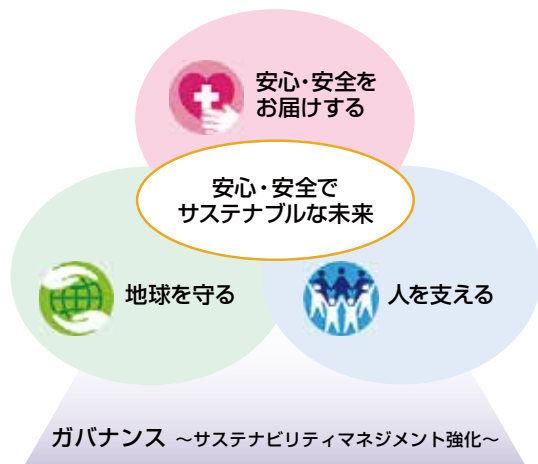 安心・安全を
お届けする
安心・安全で
サステナブルな未来
地球を守る
人を支える
ガバナンス ～サステナビリティマネジメント強化～